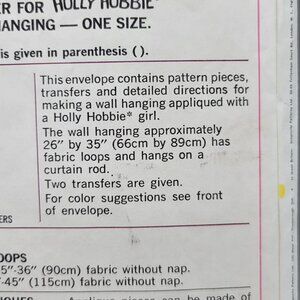 ER FOR "HOLLY HOBBIE"
HANGING — ONE SIZE.
is given in parenthesis ( ).
This envelope contains pattern pieces,
transfers and detailed directions for
making a wall hanging appliqued with
a Holly Hobbie* girl.
The wall hanging approximately
26" by 35" (66cm by 89cm) has
fabric loops and hangs on a
curtain rod.
Two transfers are given.
For color suggestions see front
of envelope.
ERS
OOPS
5"-36" (90cm) fabric without nap.
"-45" (115cm) fabric without nap.